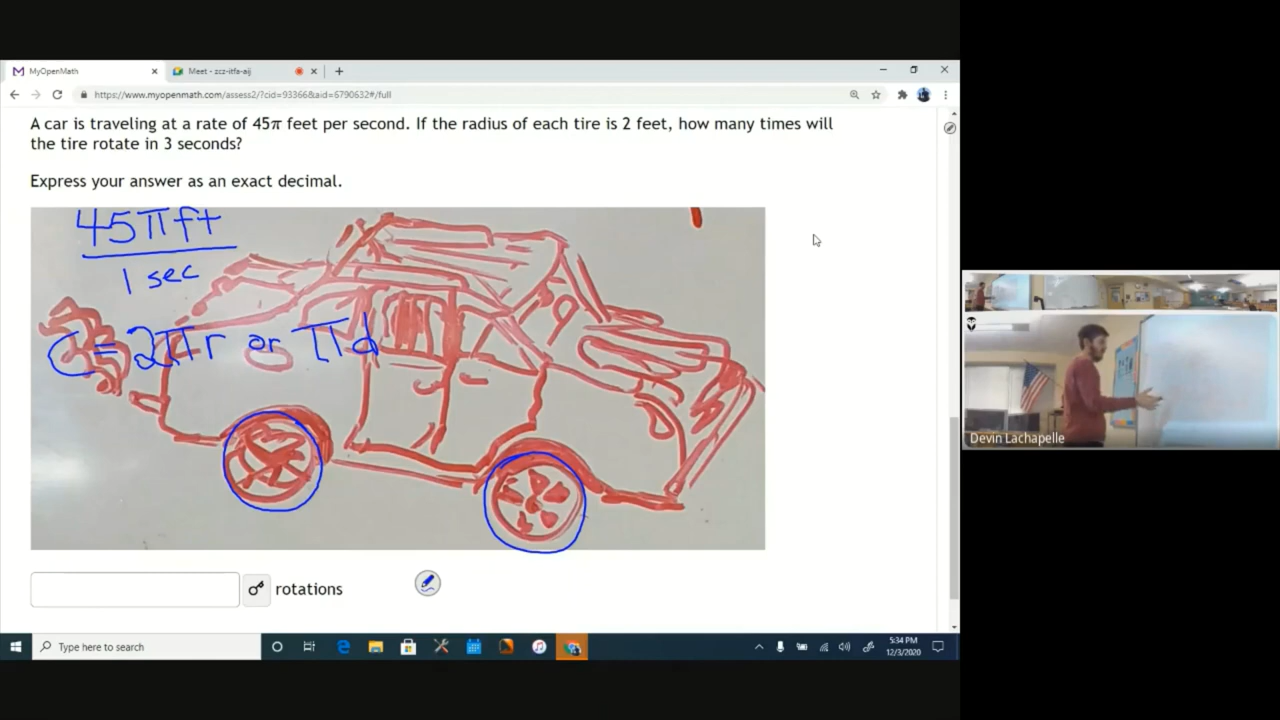 MyOpenMath
Meet - zcz-itfa-aij
https://www.myopenmath.com/assess2/?cid=93366&aid=6790632#/full
A car is traveling at a rate of 45π feet per second. If the radius of each tire is 2 feet, how many times will
the tire rotate in 3 seconds?
Express your answer as an exact decimal.
45πft
1 sec
C=2πr or πd
rotations
Devin Lachapelle
Type here to search
5:34 PM
12/3/2020